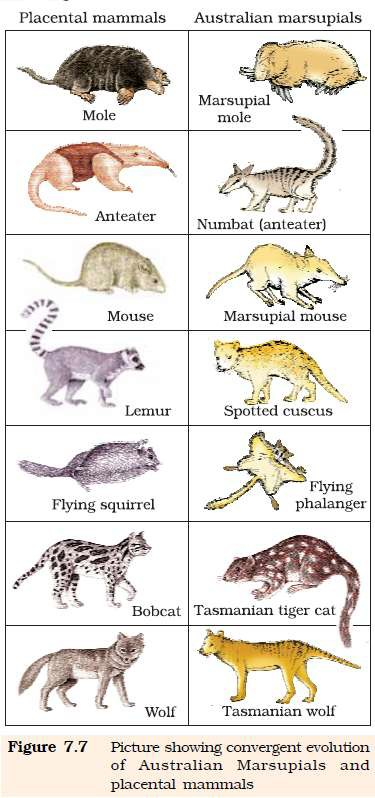 Placental mammals Australian marsupials
Mole
Marsupial
mole
Anteater
Numbat (anteater)
Mouse
Marsupial mouse
Lemur
Spotted cuscus
Flying squirrel
Flying
phalanger
Bobcat
Tasmanian tiger cat
Wolf
Tasmanian wolf
Figure 7.7 Picture showing convergent evolution
of Australian Marsupials and
placental mammals